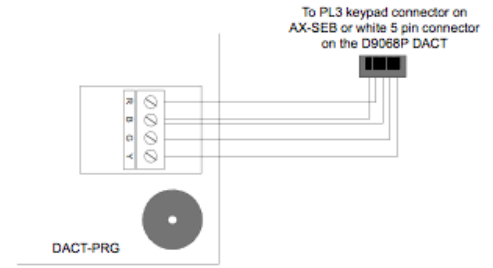 To PL3 keypad connector on
AX-SEB or white 5 pin connector
on the D9068P DACT
R
B
G
Y
DACT-PRG